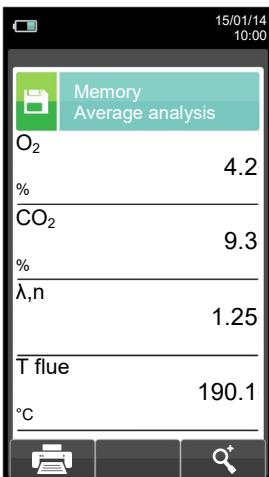 15/01/14
10:00
Memory
Average analysis
O₂
4.2
%
CO₂
9.3
%
λ,n
1.25
T flue
190.1
°C